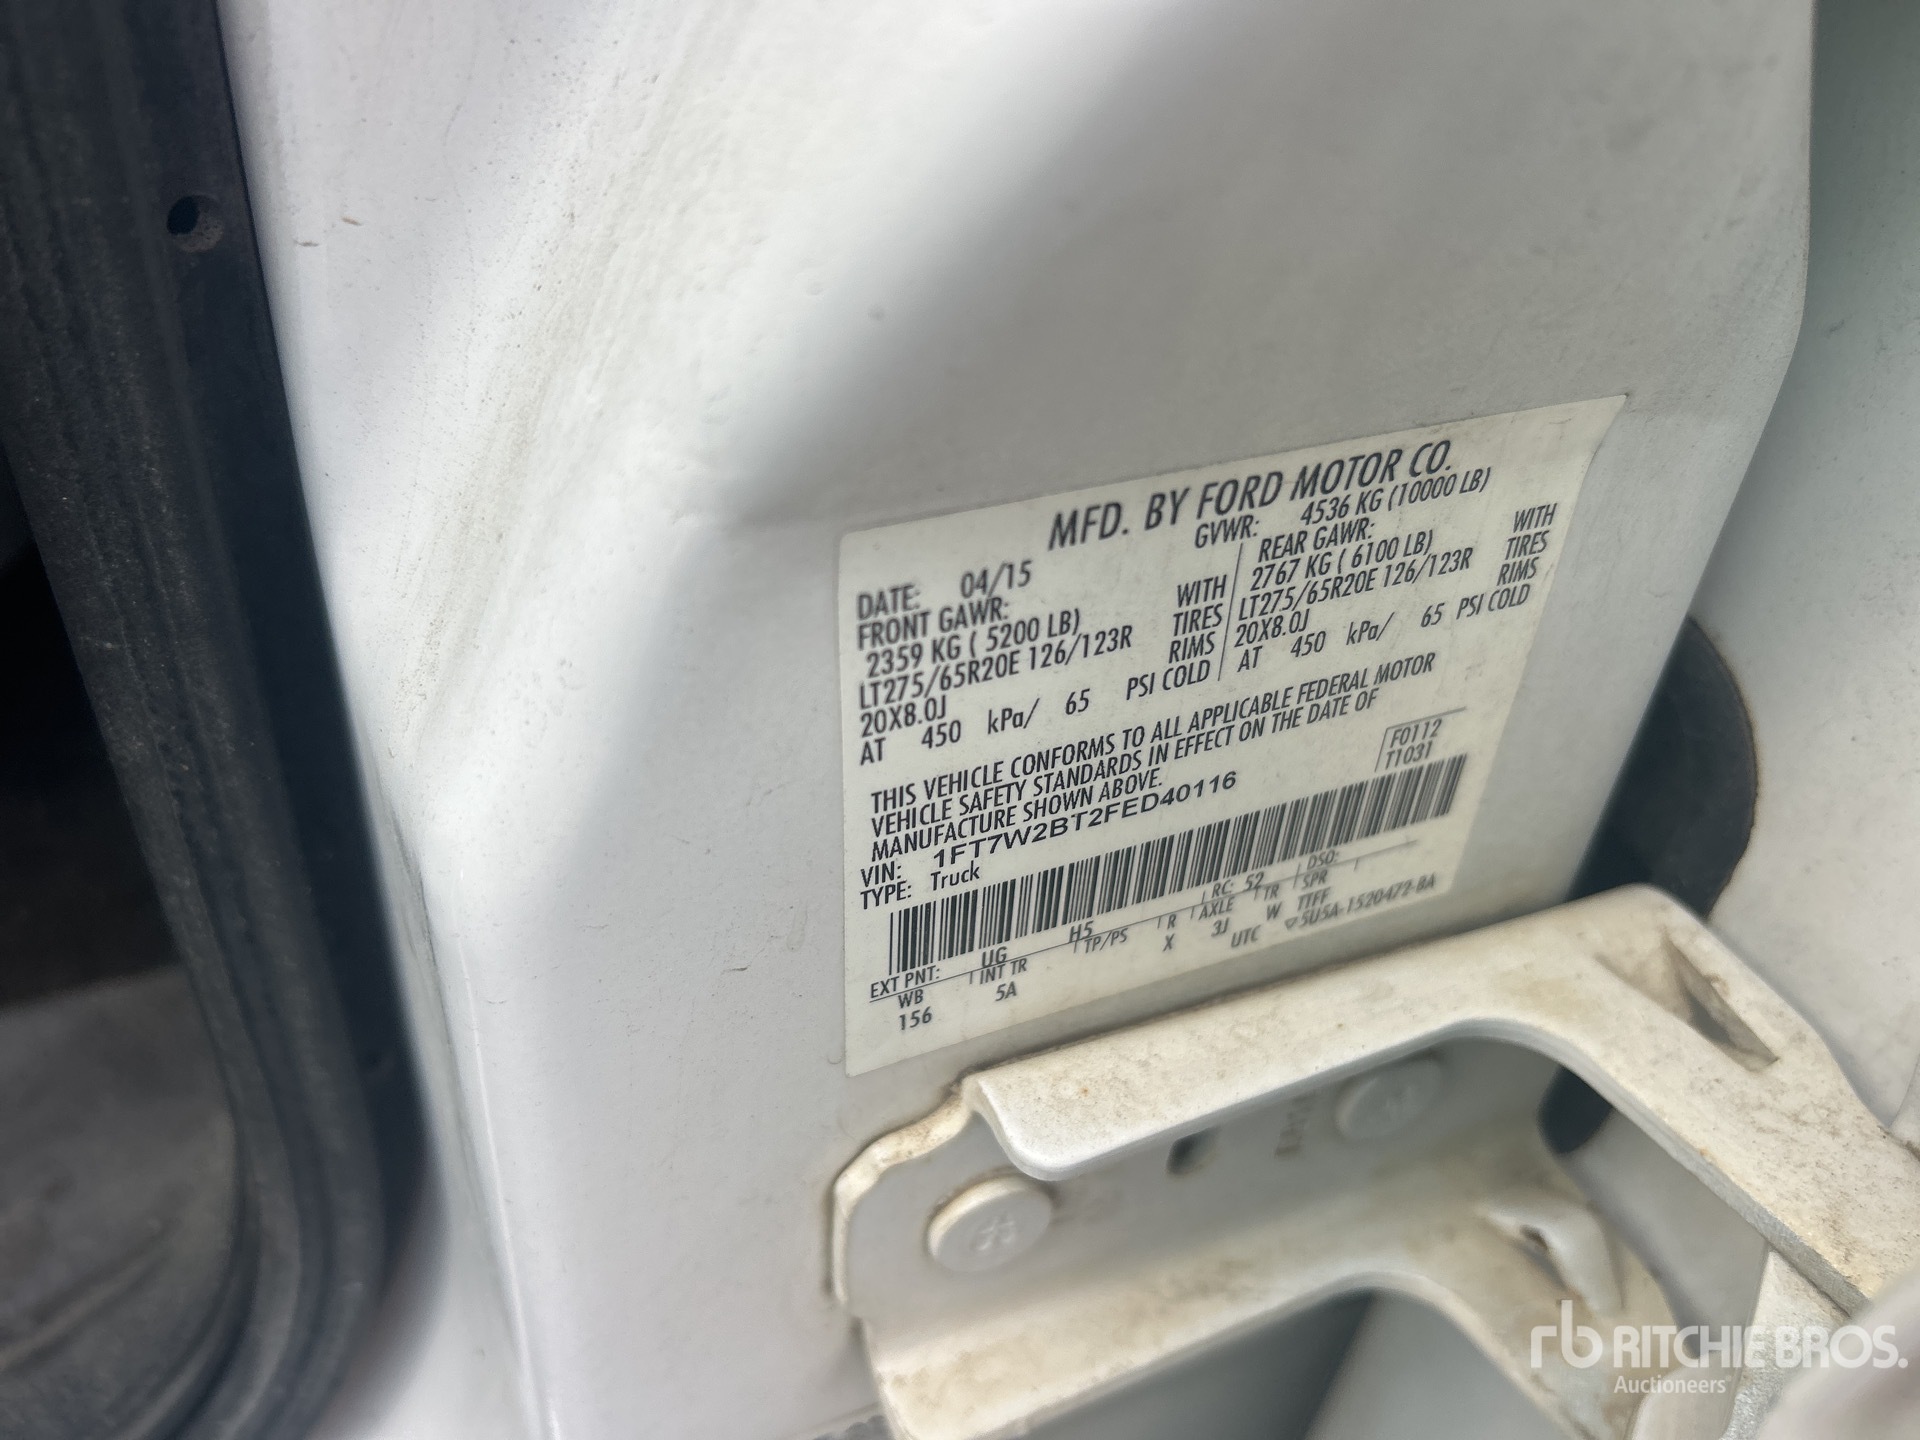 MFD. BY FORD MOTOR CO.
DATE: 04/15 GVWR: 4536 KG (10000 LB)
FRONT GAWR: REAR GAWR:
2359 KG ( 5200 LB) WITH 2767 KG ( 6100 LB) WITH
LT275/65R20E 126/123R TIRES LT275/65R20E 126/123R TIRES
20X8.0J RIMS 20X8.0J RIMS
AT 450 kPa/ 65 PSI COLD AT 450 kPa/ 65 PSI COLD
THIS VEHICLE CONFORMS TO ALL APPLICABLE FEDERAL MOTOR
VEHICLE SAFETY STANDARDS IN EFFECT ON THE DATE OF
MANUFACTURE SHOWN ABOVE.
F0112
T1031
VIN: 1FT7W2BT2FED40116
TYPE: Truck
EXT PNT: UG H5 RC: 52 DSO:
WB INT TR TP/PS R AXLE TR SPR
156 5A X 3J W TTFF
UTC ▽5U5A-1520472-BA
rb RITCHIE BROS.
Auctioneers